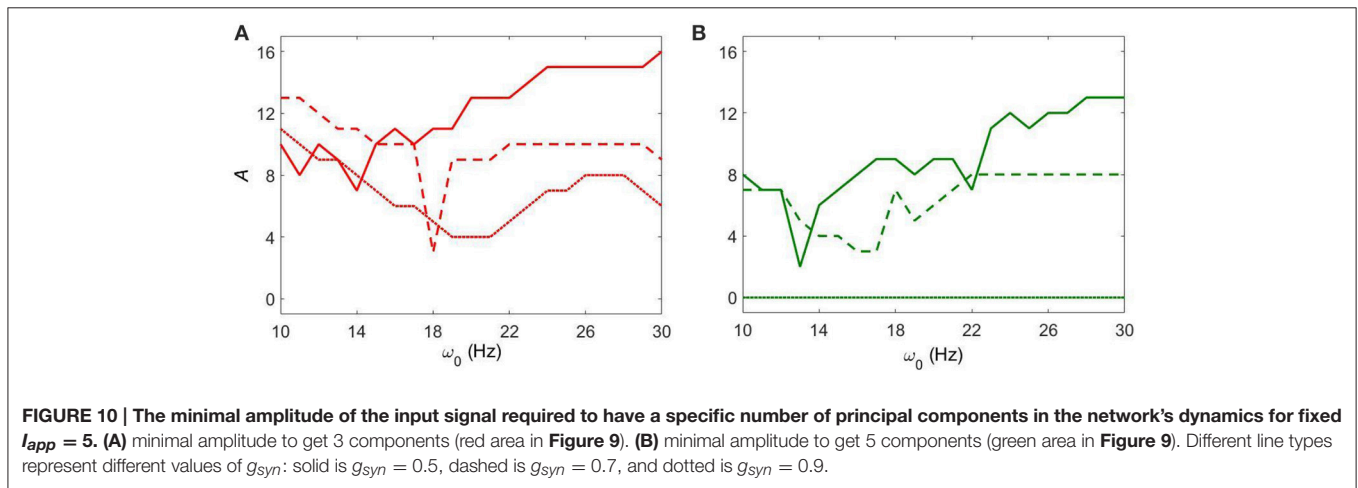 A
B
16
12
8
4
0
A
10
14
18
22
26
30
ω0 (Hz)
16
12
8
4
0
10
14
18
22
26
30
ω0 (Hz)
FIGURE 10 | The minimal amplitude of the input signal required to have a specific number of principal components in the network's dynamics for fixed
Iapp = 5. (A) minimal amplitude to get 3 components (red area in Figure 9). (B) minimal amplitude to get 5 components (green area in Figure 9). Different line types
represent different values of gsyn: solid is gsyn = 0.5, dashed is gsyn = 0.7, and dotted is gsyn = 0.9.